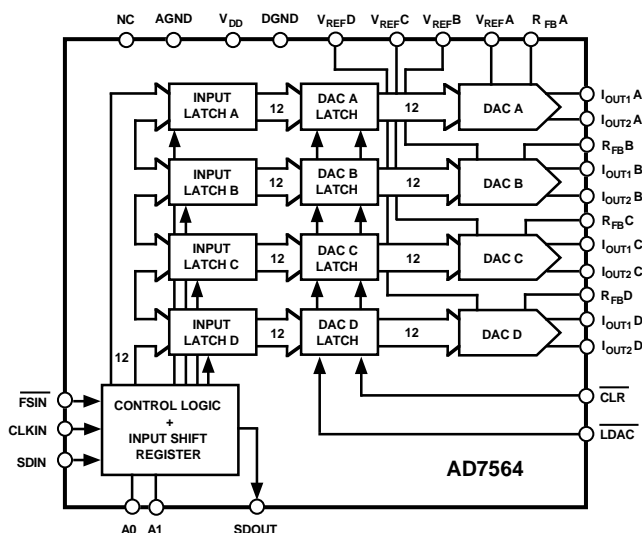 NC AGND VDD DGND VREFD VREFC VREFB VREFA RFBA
INPUT
LATCH A
12
DAC A
LATCH
12
DAC A
IOUT1A
IOUT2A
RFBB
INPUT
LATCH B
12
DAC B
LATCH
12
DAC B
IOUT1B
IOUT2B
RFBC
INPUT
LATCH C
12
DAC C
LATCH
12
DAC C
IOUT1C
IOUT2C
RFBD
INPUT
LATCH D
12
DAC D
LATCH
12
DAC D
IOUT1D
IOUT2D
12
FSIN
CLKIN
SDIN
CONTROL LOGIC
+
INPUT SHIFT
REGISTER
CLR
LDAC
AD7564
A0 A1 SDOUT